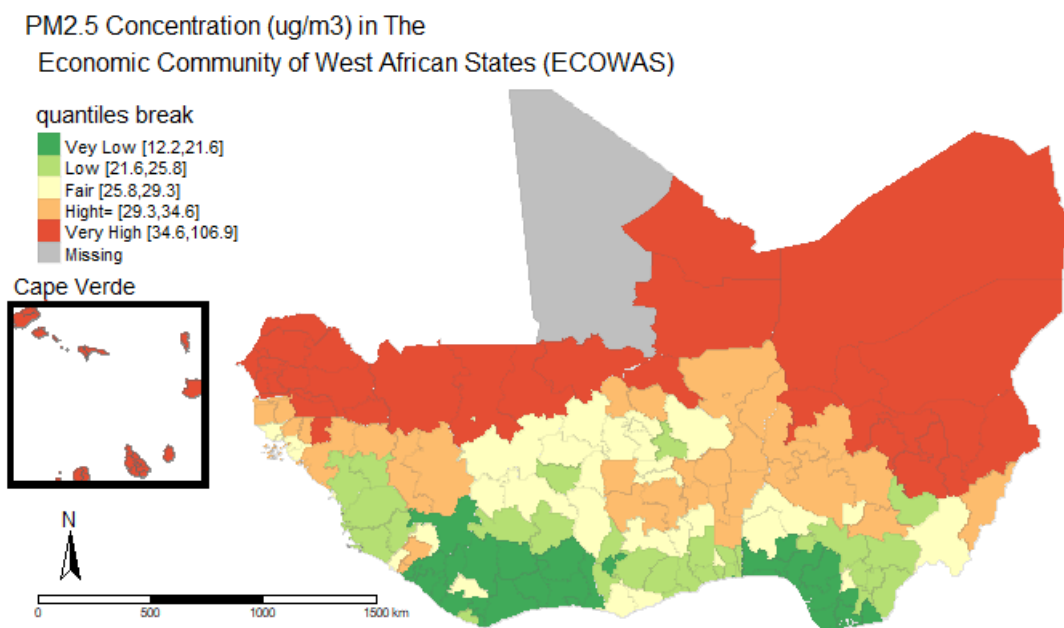 PM2.5 Concentration (ug/m3) in The
Economic Community of West African States (ECOWAS)
quantiles break
Vey Low [12.2,21.6]
Low [21.6,25.8]
Fair [25.8,29.3]
Hight= [29.3,34.6]
Very High [34.6,106.9]
Missing
Cape Verde
N
0 500 1000 1500 km